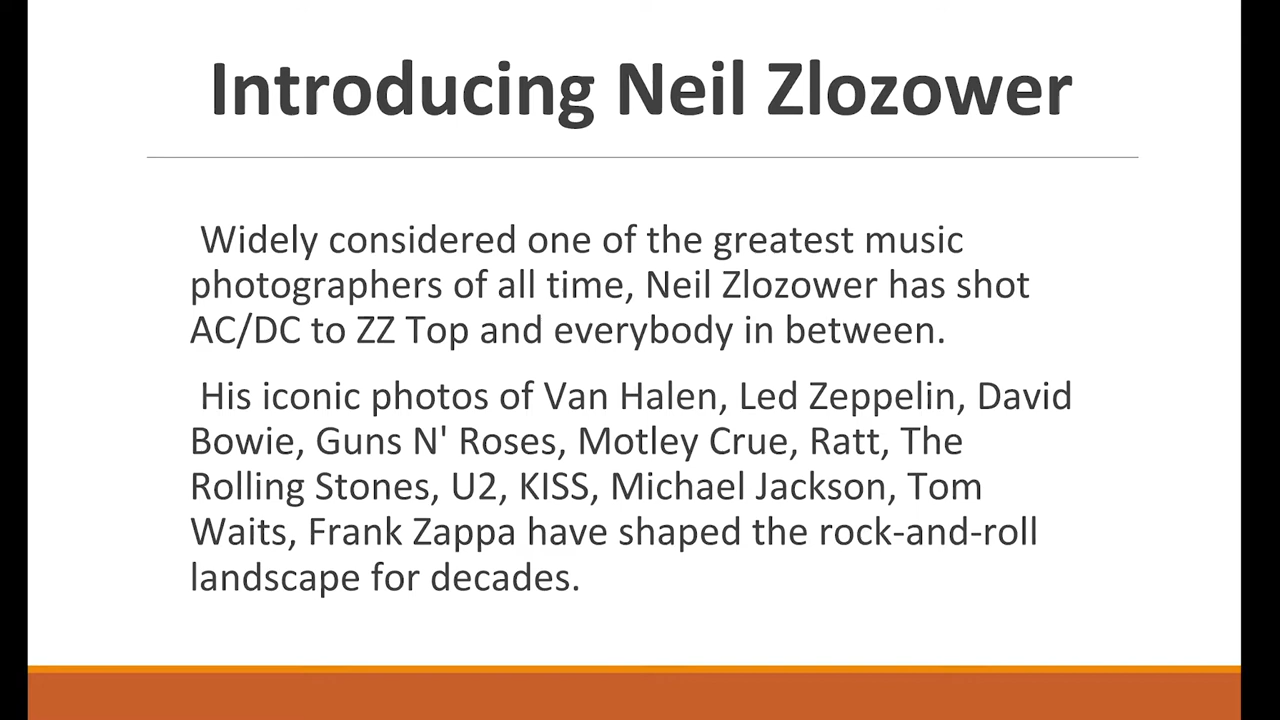 Introducing Neil Zlozower
Widely considered one of the greatest music
photographers of all time, Neil Zlozower has shot
AC/DC to ZZ Top and everybody in between.
His iconic photos of Van Halen, Led Zeppelin, David
Bowie, Guns N' Roses, Motley Crue, Ratt, The
Rolling Stones, U2, KISS, Michael Jackson, Tom
Waits, Frank Zappa have shaped the rock-and-roll
landscape for decades.